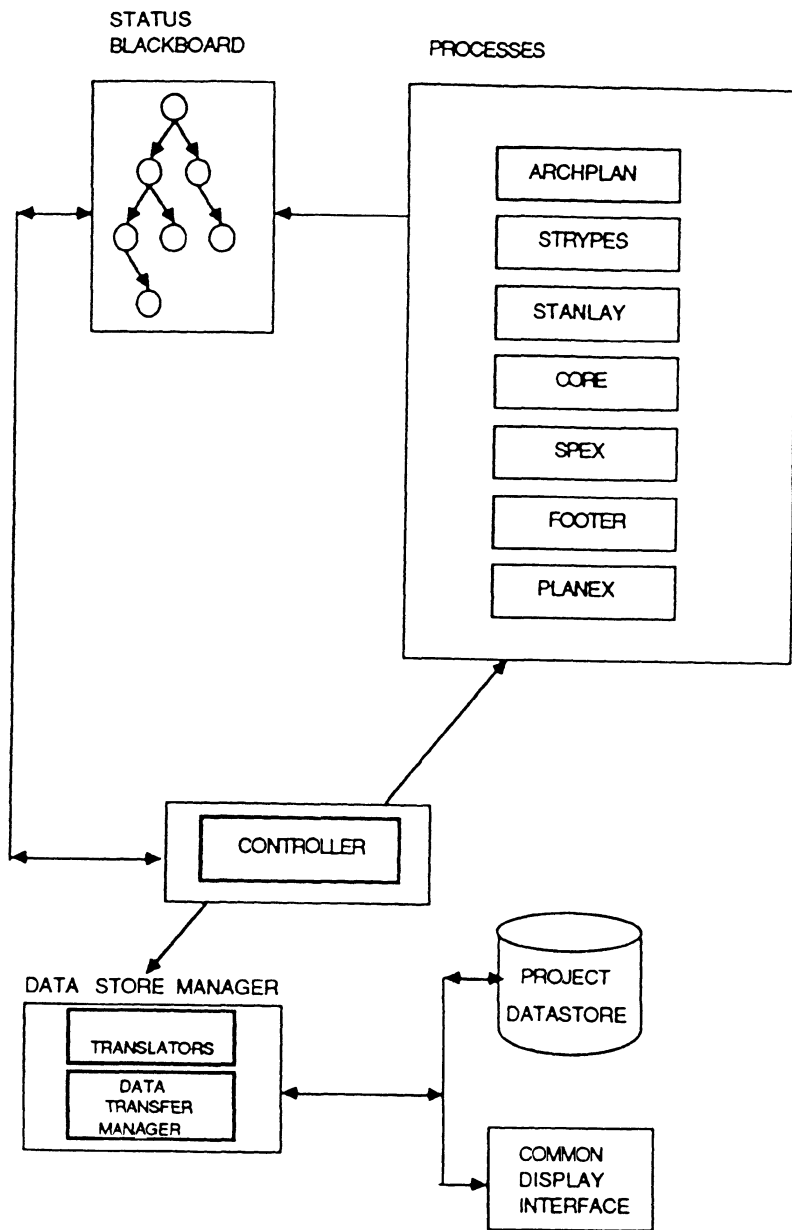 STATUS
BLACKBOARD
PROCESSES
ARCHPLAN
STRYPES
STANLAY
CORE
SPEX
FOOTER
PLANEX
CONTROLLER
DATA STORE MANAGER
TRANSLATORS
DATA
TRANSFER
MANAGER
PROJECT
DATASTORE
COMMON
DISPLAY
INTERFACE